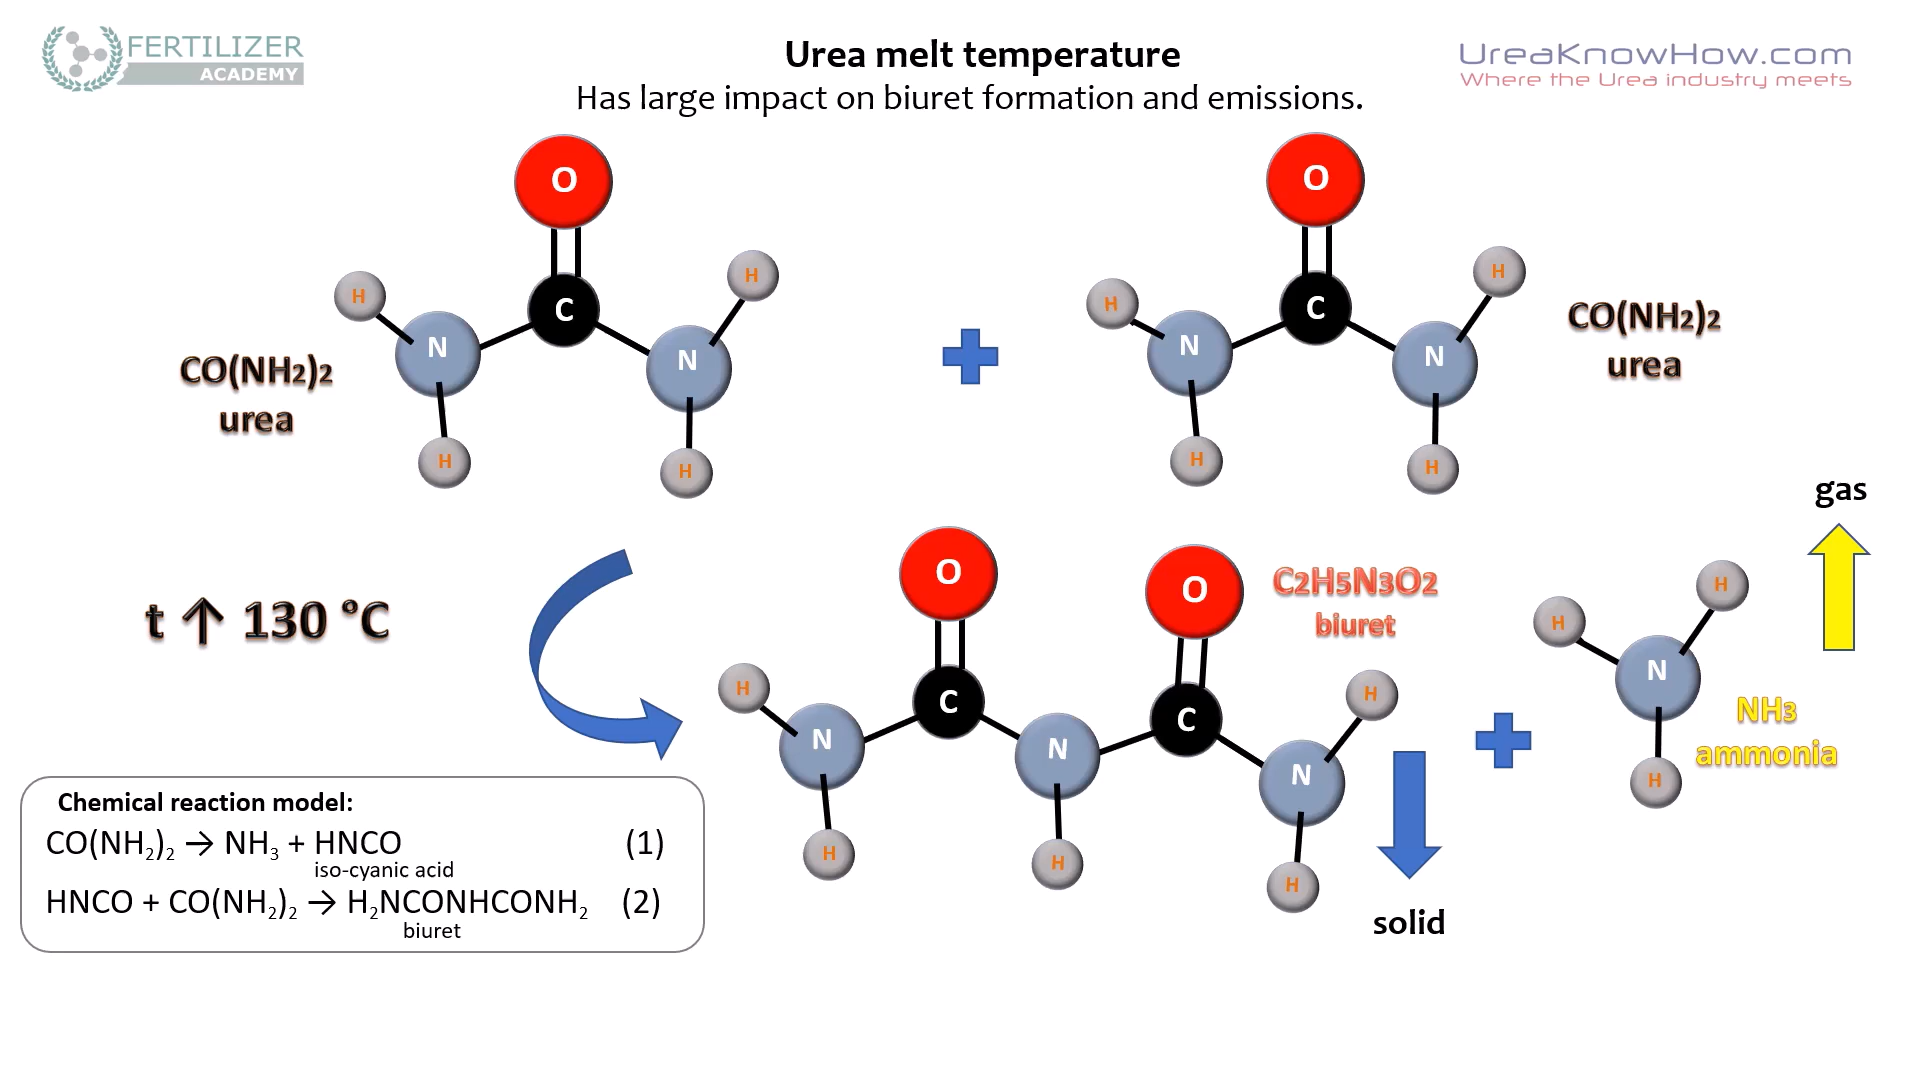 FERTILIZER
ACADEMY
Urea melt temperature
Has large impact on biuret formation and emissions.
UreaKnowHow.com
Where the Urea industry meets
O
O
H
C
H
H
C
H
N
N
N
N
CO(NH2)2
urea
CO(NH2)2
urea
H
H
H
H
gas
t ↑ 130 °C
O
O
C2H5N3O2
biuret
H
H
H
C
N
C
H
N
N
N
H
H
H
NH3
ammonia
H
solid
Chemical reaction model:
CO(NH₂)₂ → NH₃ + HNCO (1)
iso-cyanic acid
HNCO + CO(NH₂)₂ → H₂NCONHCONH₂ (2)
biuret